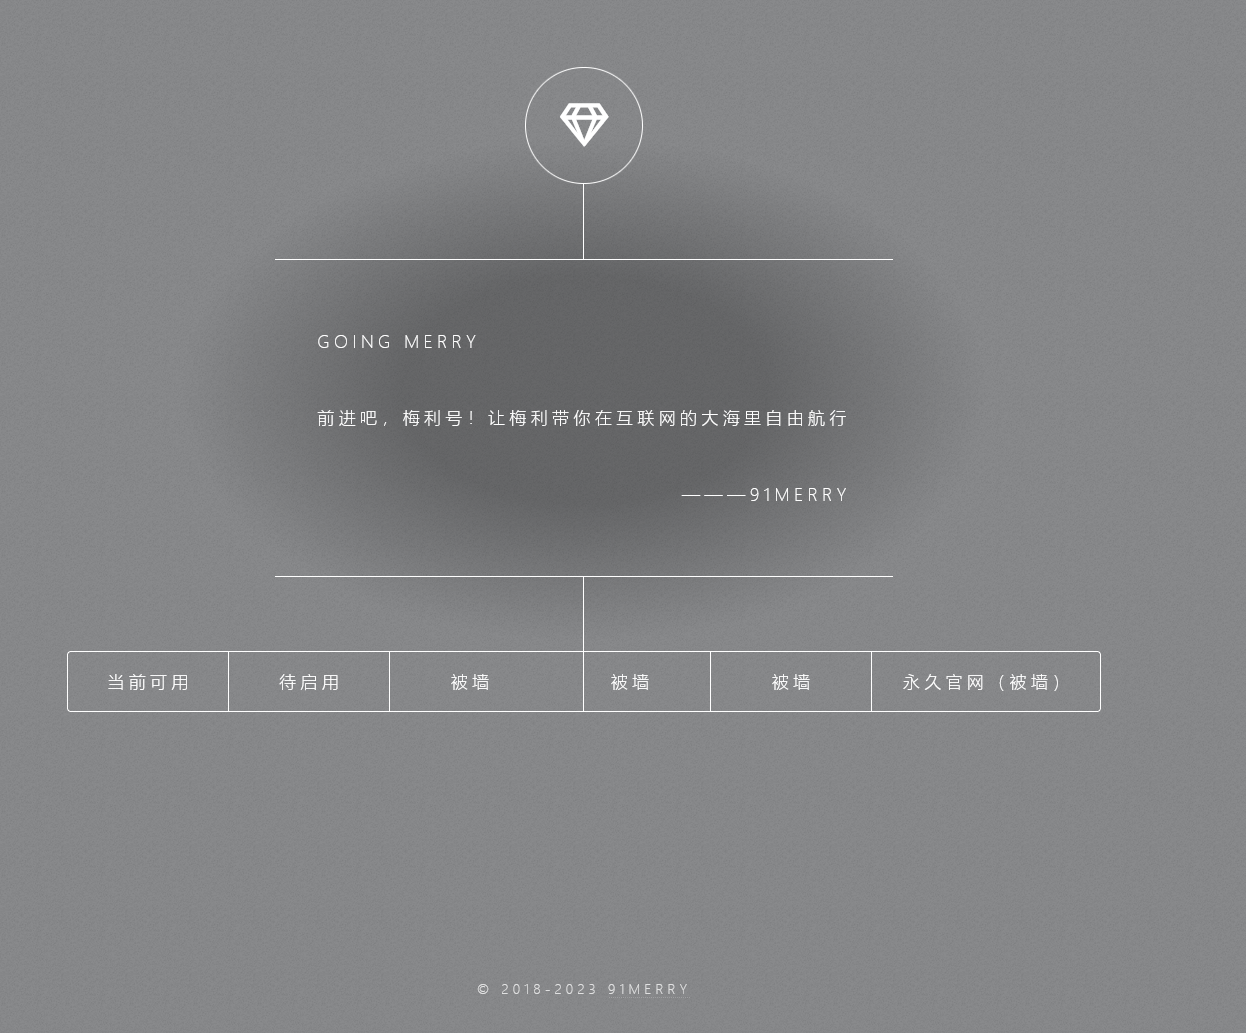 GOING MERRY
前进吧，梅利号！让梅利带你在互联网的大海里自由航行
———91MERRY
当前可用 待启用 被墙 被墙 被墙 永久官网（被墙）
© 2018-2023 91MERRY